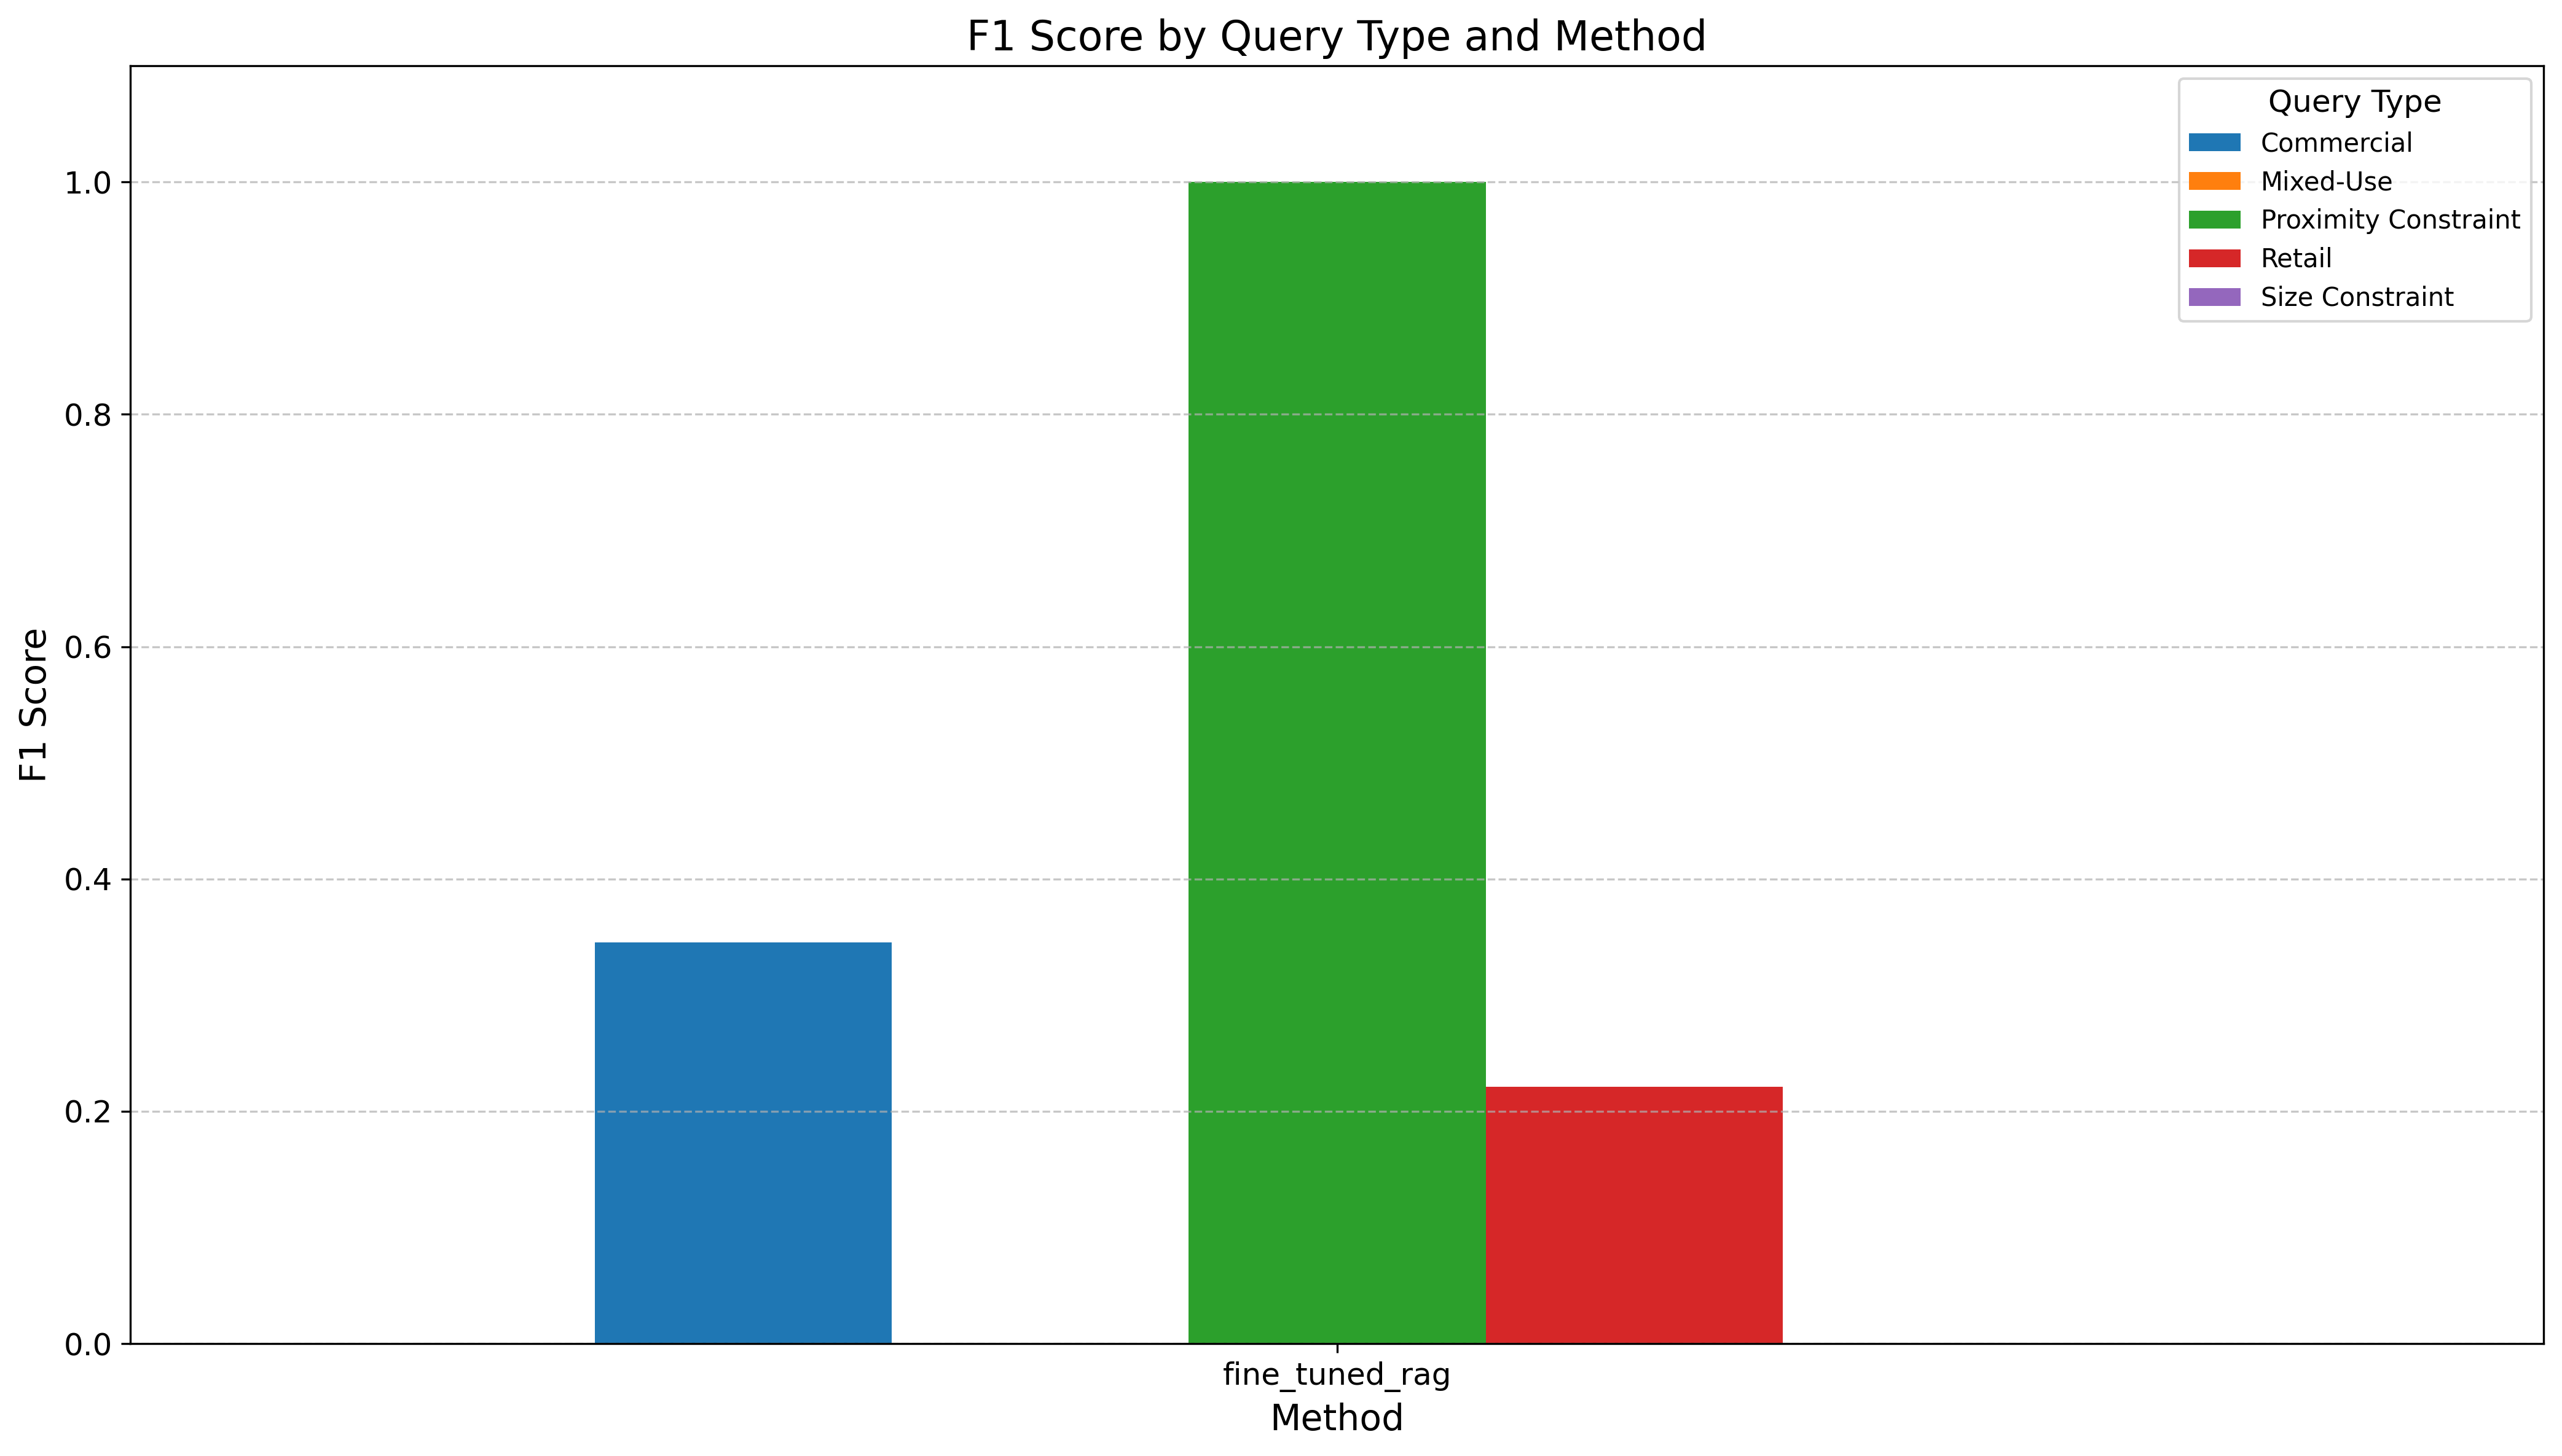 F1 Score by Query Type and Method
Query Type
Commercial
Mixed-Use
Proximity Constraint
Retail
Size Constraint
1.0
0.8
0.6
0.4
0.2
0.0
F1 Score
fine_tuned_rag
Method